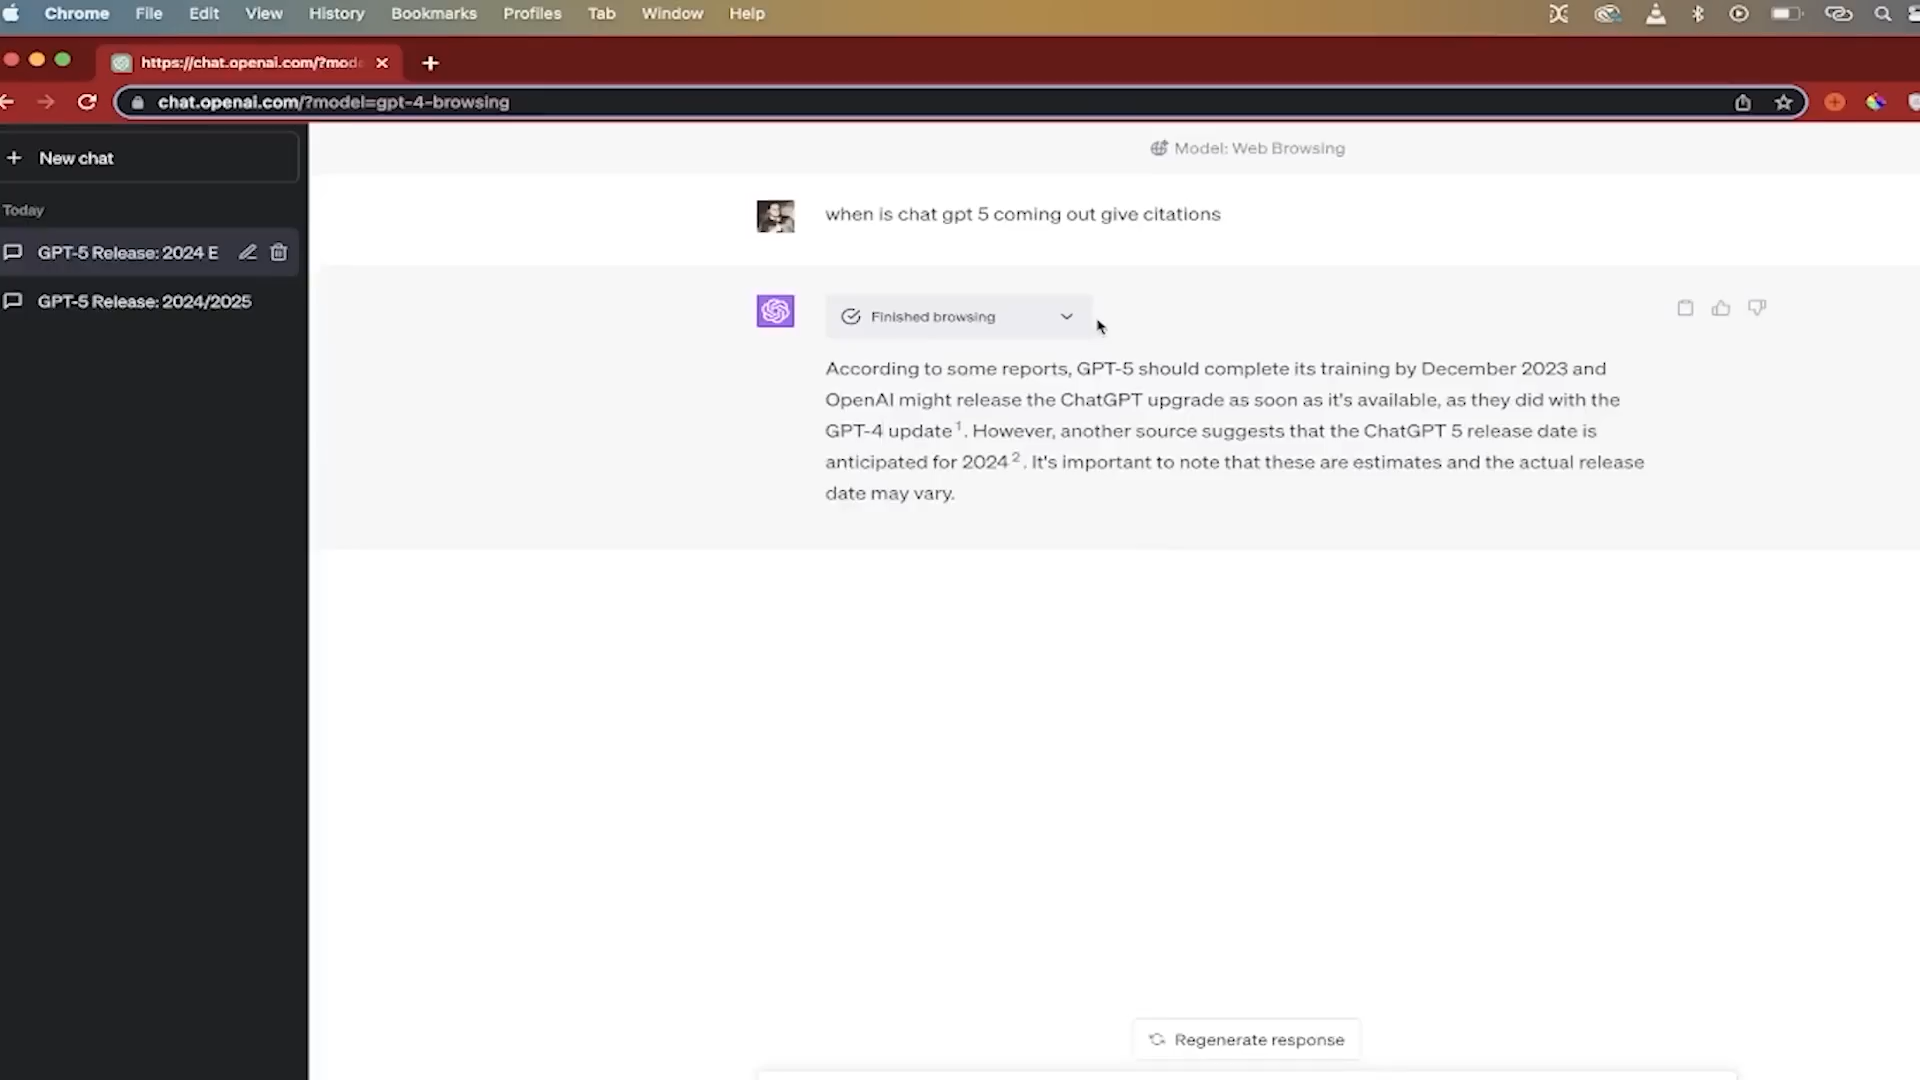 Chrome File Edit View History Bookmarks Profiles Tab Window Help
https://chat.openai.com/?mod
chat.openai.com/?model=gpt-4-browsing
New chat
Today
GPT-5 Release: 2024 E
GPT-5 Release: 2024/2025
Model: Web Browsing
when is chat gpt 5 coming out give citations
Finished browsing
According to some reports, GPT-5 should complete its training by December 2023 and
OpenAI might release the ChatGPT upgrade as soon as it's available, as they did with the
GPT-4 update¹. However, another source suggests that the ChatGPT 5 release date is
anticipated for 2024². It's important to note that these are estimates and the actual release
date may vary.
Regenerate response